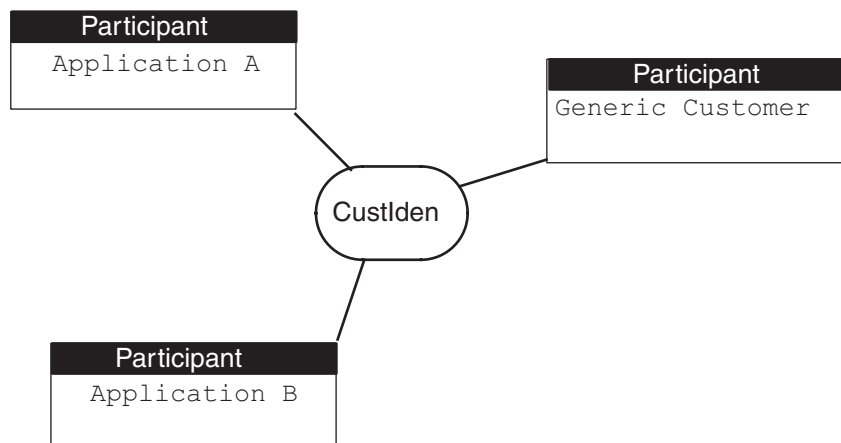 Participant
Application A
Participant
Generic Customer
CustIden
Participant
Application B